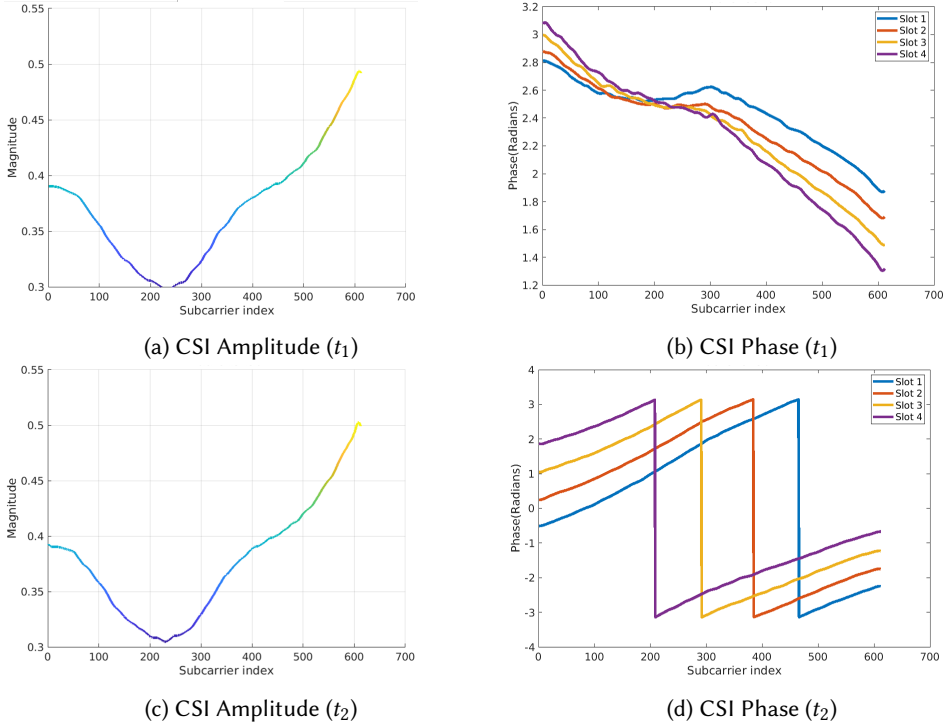 0.55
0.5
0.45
0.4
0.35
0.3
Magnitude
0 100 200 300 400 500 600 700
Subcarrier index
(a) CSI Amplitude (t₁)
3.2
3
2.8
2.6
2.4
2.2
2
1.8
1.6
1.4
1.2
Phase(Radians)
Slot 1
Slot 2
Slot 3
Slot 4
0 100 200 300 400 500 600 700
Subcarrier index
(b) CSI Phase (t₁)
0.55
0.5
0.45
0.4
0.35
0.3
Magnitude
0 100 200 300 400 500 600 700
Subcarrier index
(c) CSI Amplitude (t₂)
4
3
2
1
0
-1
-2
-3
-4
Phase(Radians)
Slot 1
Slot 2
Slot 3
Slot 4
0 100 200 300 400 500 600 700
Subcarrier index
(d) CSI Phase (t₂)